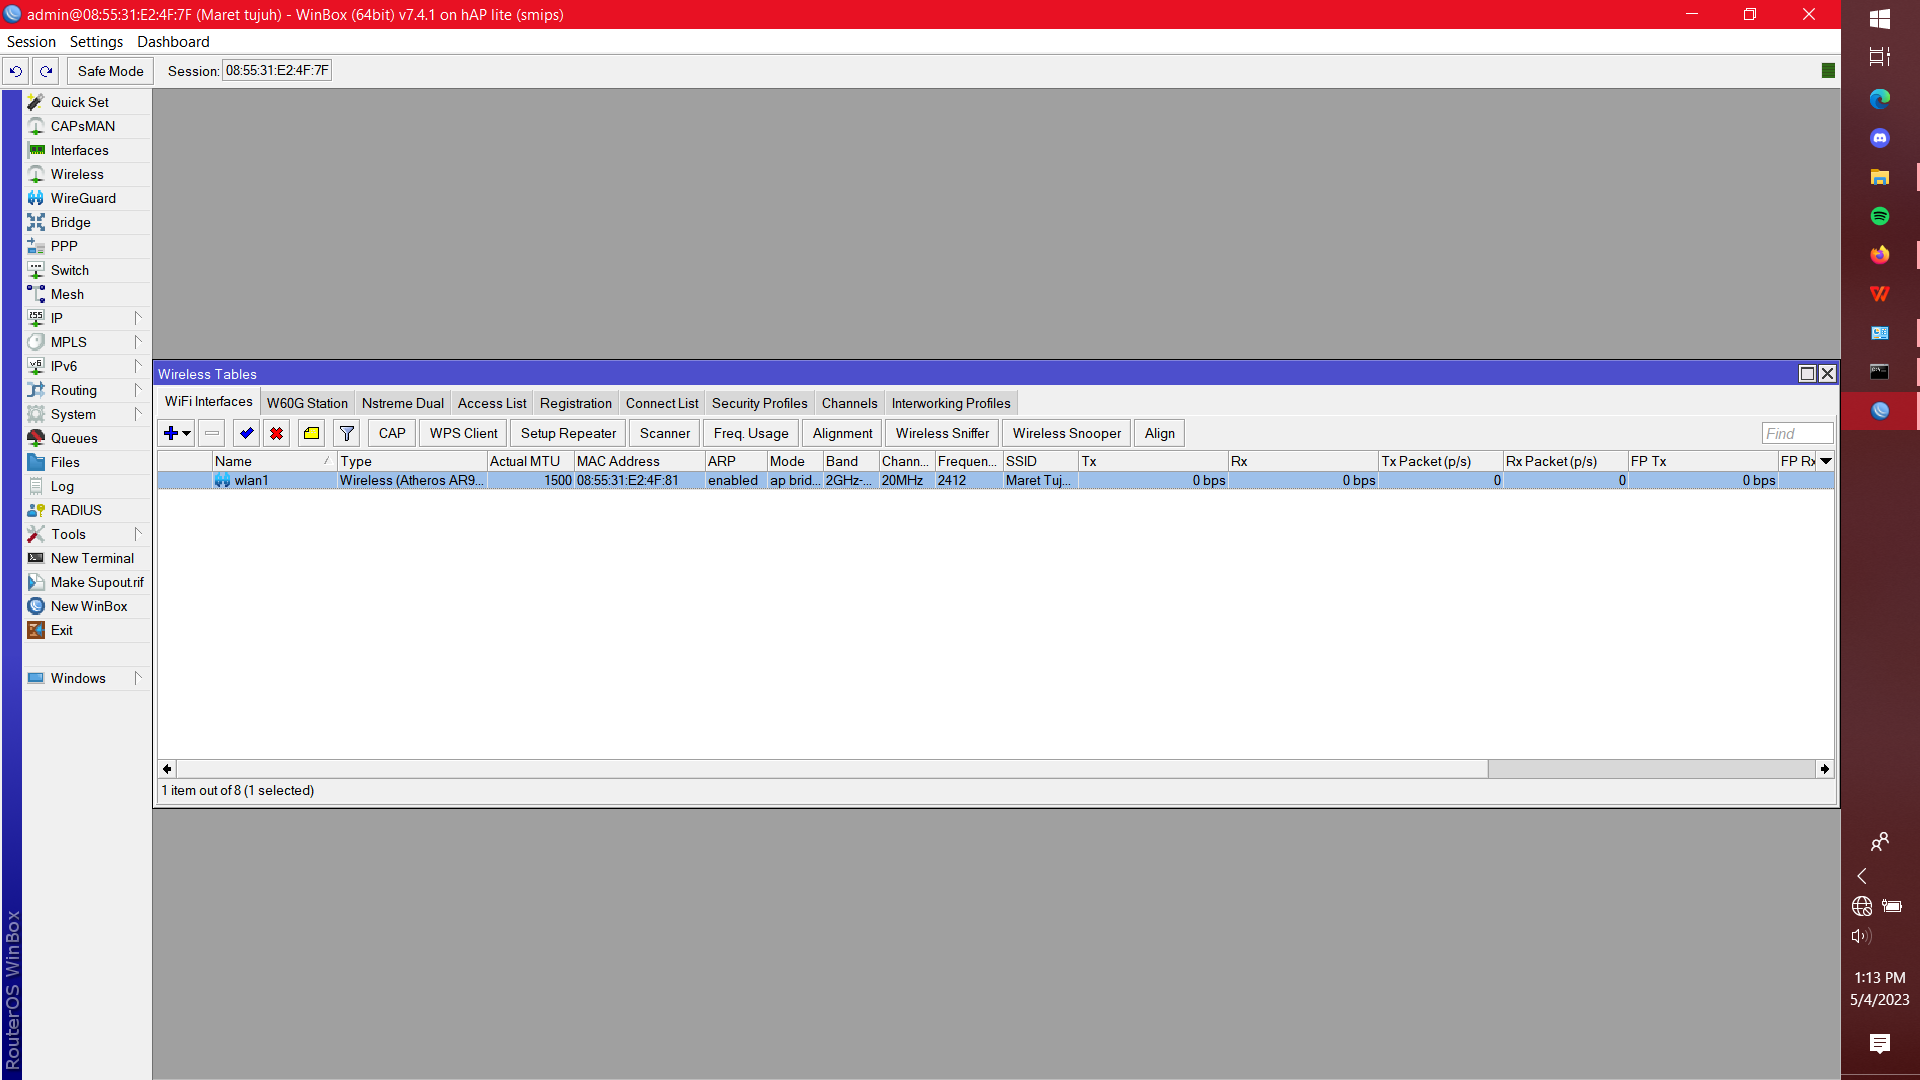 admin@08:55:31:E2:4F:7F (Maret tujuh) - WinBox (64bit) v7.4.1 on hAP lite (smips)
Session Settings Dashboard
Safe Mode Session: 08:55:31:E2:4F:7F
Quick Set
CAPsMAN
Interfaces
Wireless
WireGuard
Bridge
PPP
Switch
Mesh
IP
MPLS
IPv6
Routing
System
Queues
Files
Log
RADIUS
Tools
New Terminal
Make Supout.rif
New WinBox
Exit
Windows
RouterOS WinBox
Wireless Tables
WiFi Interfaces W60G Station Nstreme Dual Access List Registration Connect List Security Profiles Channels Interworking Profiles
CAP WPS Client Setup Repeater Scanner Freq. Usage Alignment Wireless Sniffer Wireless Snooper Align Find
Name Type Actual MTU MAC Address ARP Mode Band Chann... Frequen... SSID Tx Rx Tx Packet (p/s) Rx Packet (p/s) FP Tx FP Rx
wlan1 Wireless (Atheros AR9... 1500 08:55:31:E2:4F:81 enabled ap brid... 2GHz-... 20MHz 2412 Maret Tuj... 0 bps 0 bps 0 0 0 bps
1 item out of 8 (1 selected)
1:13 PM
5/4/2023